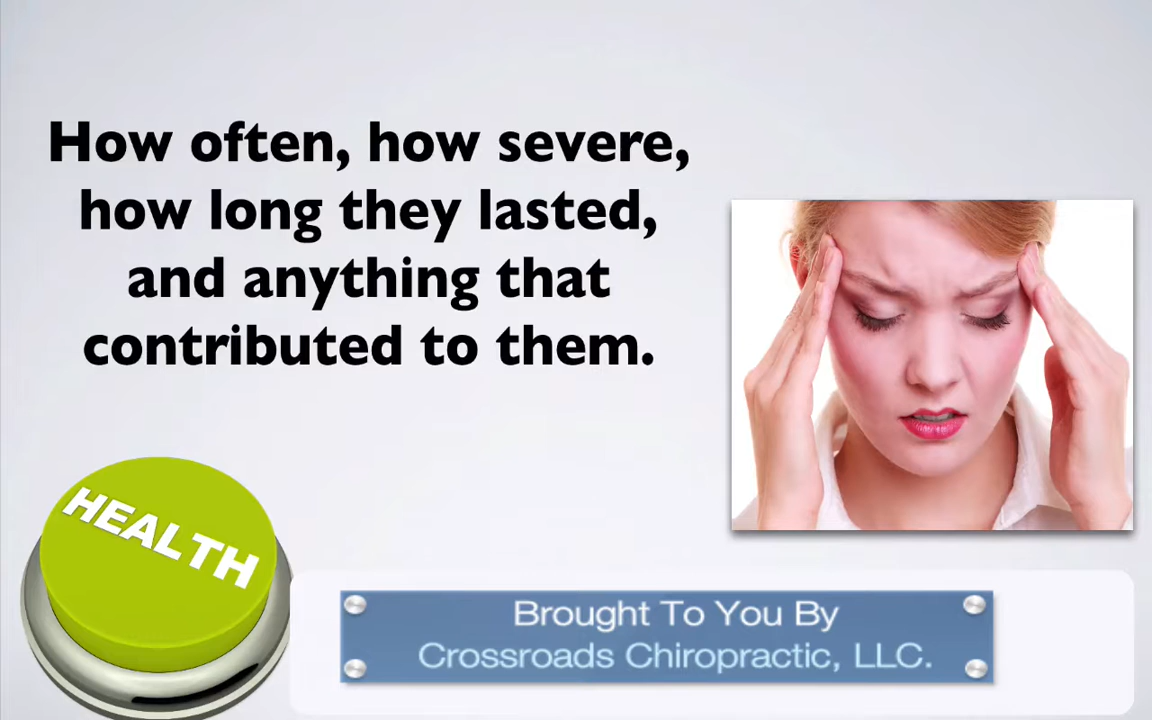 How often, how severe,
how long they lasted,
and anything that
contributed to them.
HEALTH
Brought To You By
Crossroads Chiropractic, LLC.